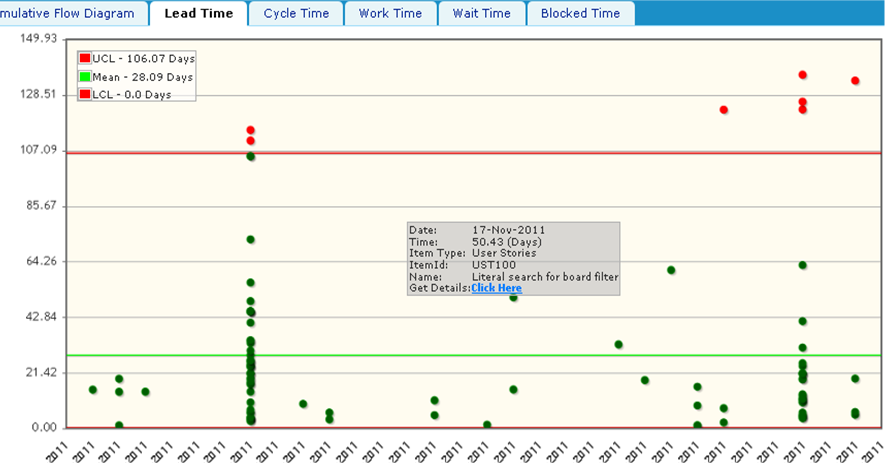 mulative Flow Diagram Lead Time Cycle Time Work Time Wait Time Blocked Time
149.93
UCL - 106.07 Days
Mean - 28.09 Days
LCL - 0.0 Days
128.51
107.09
85.67
Date: 17-Nov-2011
Time: 50.43 (Days)
Item Type: User Stories
ItemId: UST100
Name: Literal search for board filter
Get Details: Click Here
64.26
42.84
21.42
0.00
2011 2011 2011 2011 2011 2011 2011 2011 2011 2011 2011 2011 2011 2011 2011 2011 2011 2011 2011 2011 2011 2011 2011 2011 2011 2011 2011 2011 2011 2011 2011 2011